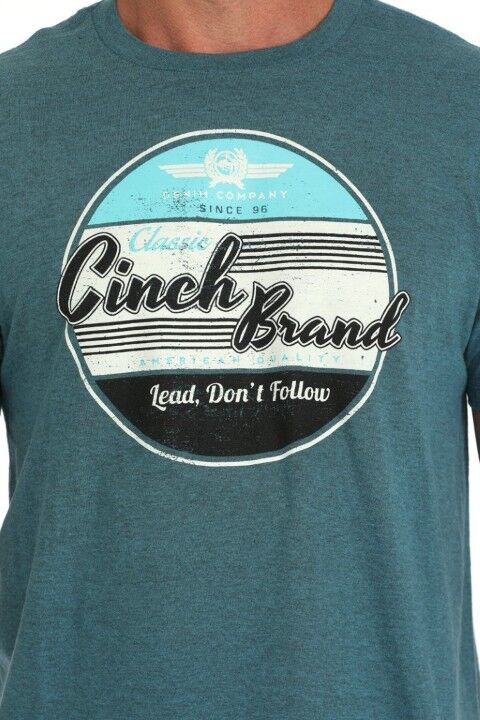 DENIM COMPANY
SINCE 96
Classic
Cinch Brand
AMERICAN QUALITY
Lead, Don't Follow